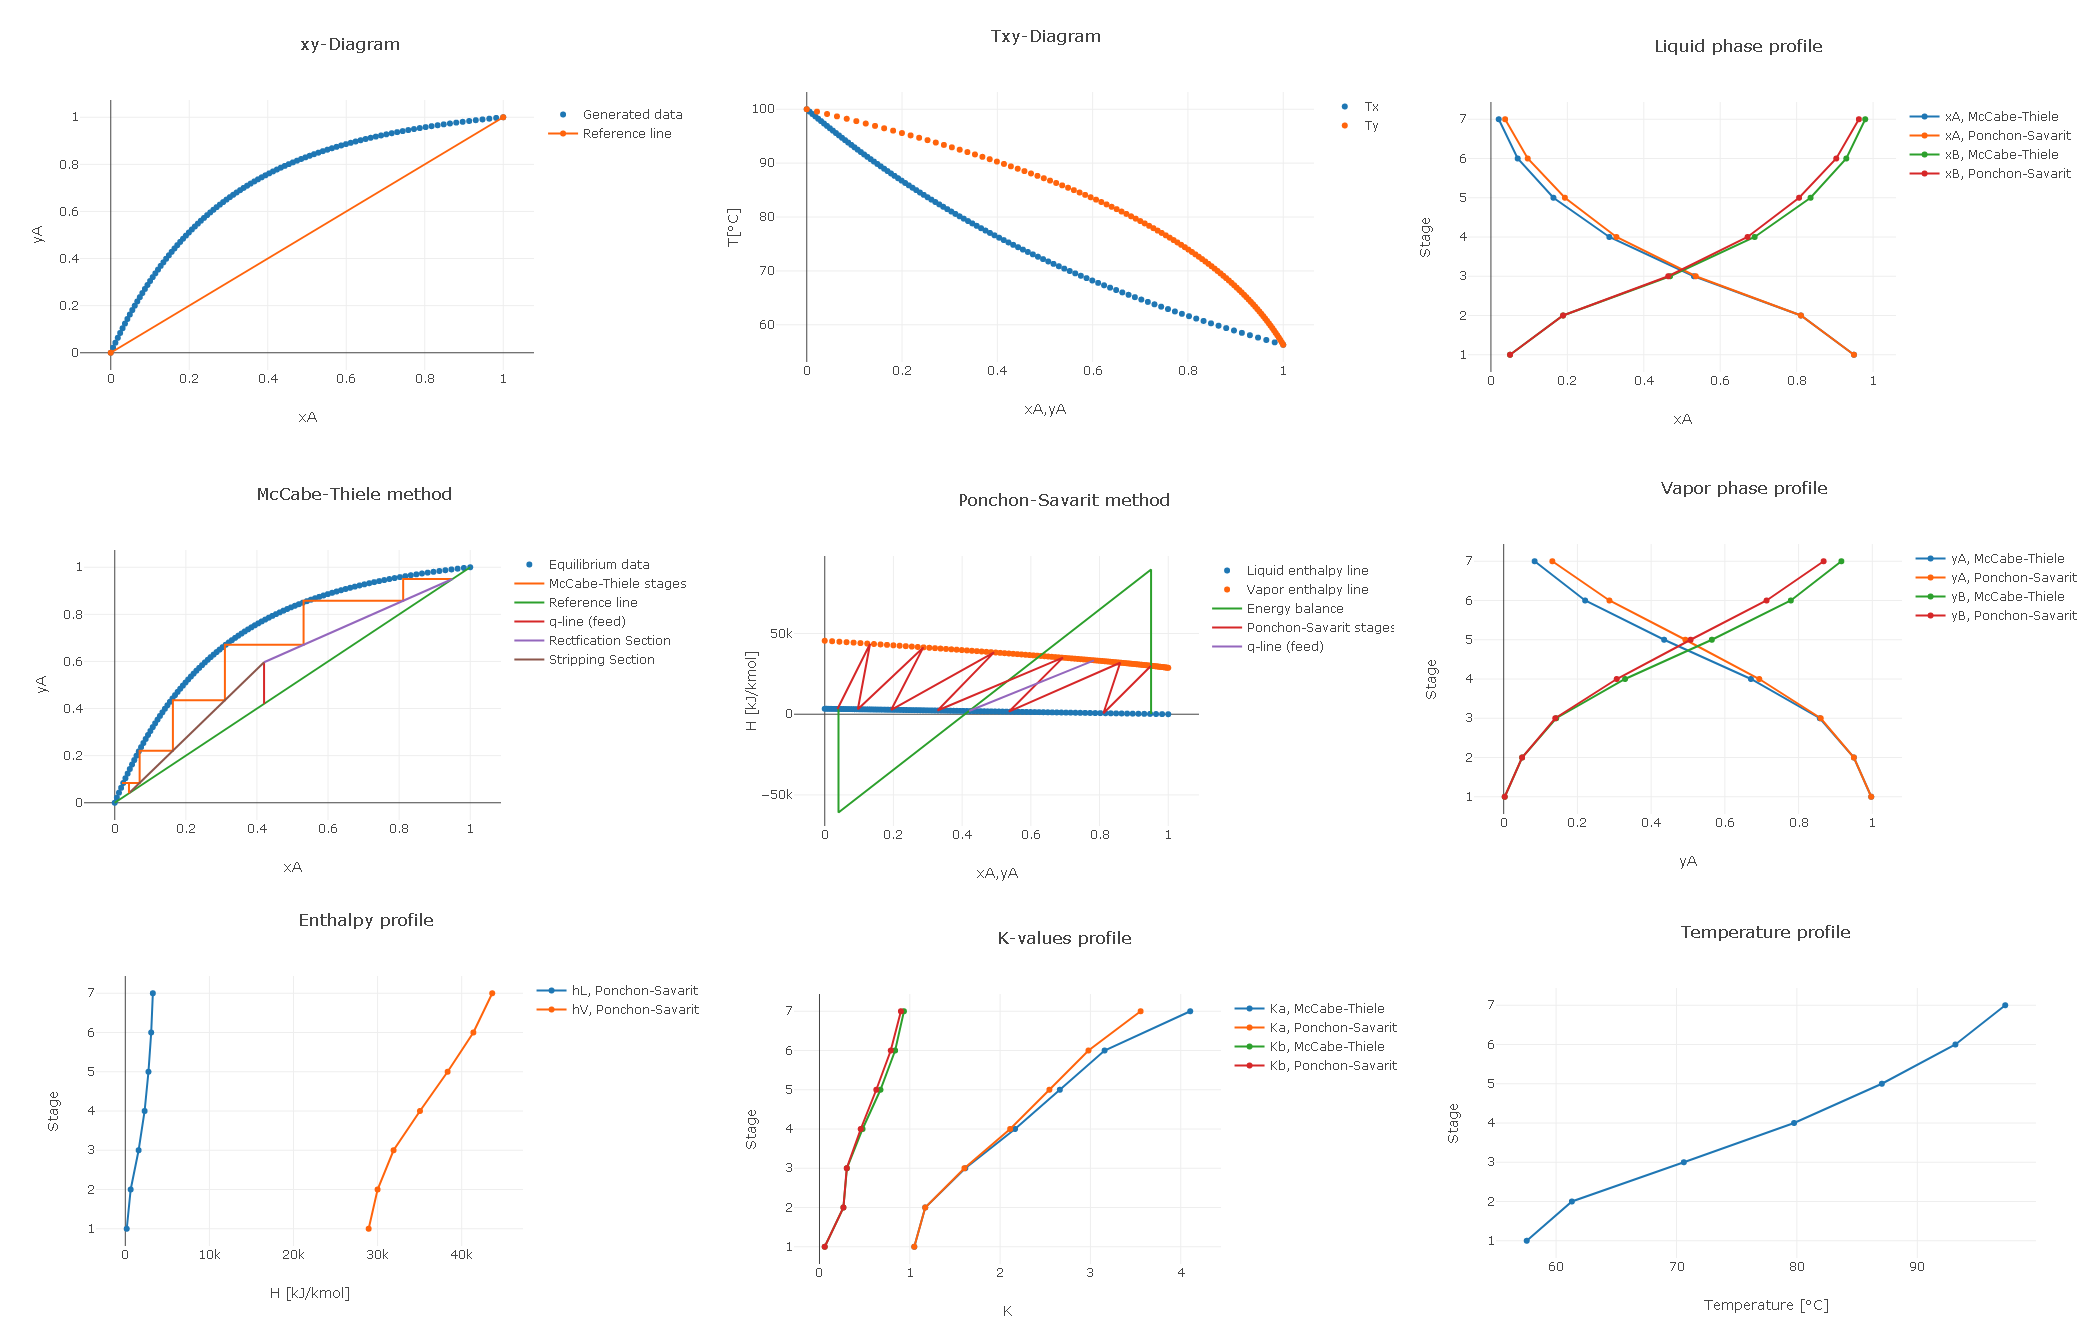 xy-Diagram
yA
1
0.8
0.6
0.4
0.2
0
0
0.2
0.4
0.6
0.8
1
xA
Generated data
Reference line
Txy-Diagram
T[°C]
100
90
80
70
60
0
0.2
0.4
0.6
0.8
1
xA,yA
Tx
Ty
Liquid phase profile
Stage
7
6
5
4
3
2
1
0
0.2
0.4
0.6
0.8
1
xA
xA, McCabe-Thiele
xA, Ponchon-Savarit
xB, McCabe-Thiele
xB, Ponchon-Savarit
McCabe-Thiele method
yA
1
0.8
0.6
0.4
0.2
0
0
0.2
0.4
0.6
0.8
1
xA
Equilibrium data
McCabe-Thiele stages
Reference line
q-line (feed)
Rectfication Section
Stripping Section
Ponchon-Savarit method
H [kJ/kmol]
50k
0
−50k
0
0.2
0.4
0.6
0.8
1
xA,yA
Liquid enthalpy line
Vapor enthalpy line
Energy balance
Ponchon-Savarit stages
q-line (feed)
Vapor phase profile
Stage
7
6
5
4
3
2
1
0
0.2
0.4
0.6
0.8
1
yA
yA, McCabe-Thiele
yA, Ponchon-Savarit
yB, McCabe-Thiele
yB, Ponchon-Savarit
Enthalpy profile
Stage
7
6
5
4
3
2
1
0
10k
20k
30k
40k
H [kJ/kmol]
hL, Ponchon-Savarit
hV, Ponchon-Savarit
K-values profile
Stage
7
6
5
4
3
2
1
0
1
2
3
4
K
Ka, McCabe-Thiele
Ka, Ponchon-Savarit
Kb, McCabe-Thiele
Kb, Ponchon-Savarit
Temperature profile
Stage
7
6
5
4
3
2
1
60
70
80
90
Temperature [°C]